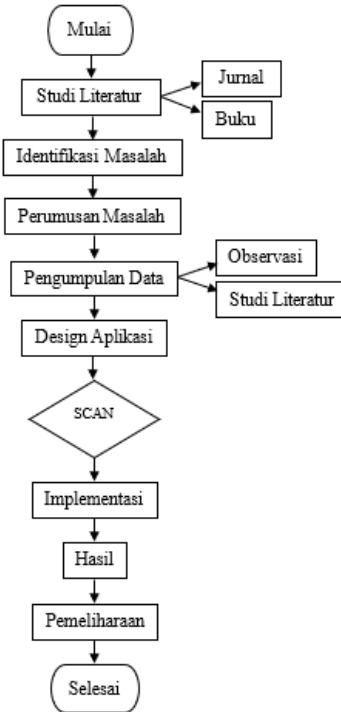 Mulai
Studi Literatur
Jurnal
Buku
Identifikasi Masalah
Perumusan Masalah
Pengumpulan Data
Observasi
Studi Literatur
Design Aplikasi
SCAN
Implementasi
Hasil
Pemeliharaan
Selesai